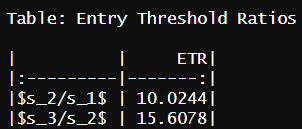 Table: Entry Threshold Ratios
|          |     ETR|
|:---------|-------:|
|$s_2/s_1$ | 10.0244|
|$s_3/s_2$ | 15.6078|